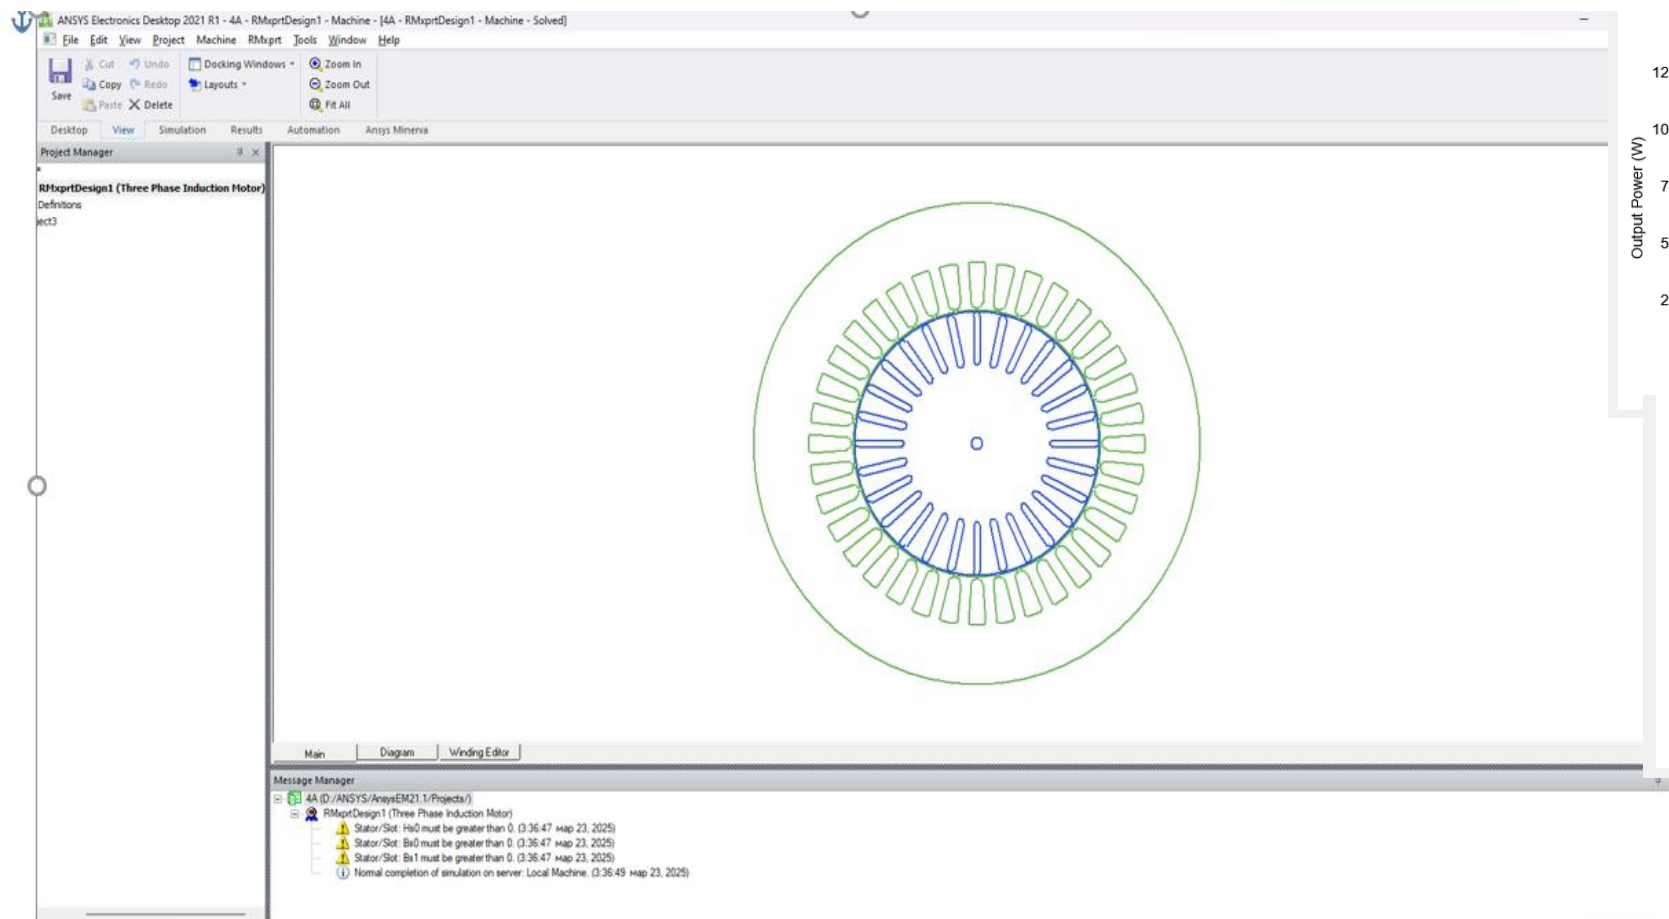 ANSYS Electronics Desktop 2021 R1 - 4A - RMxprtDesign1 - Machine - [4A - RMxprtDesign1 - Machine - Solved]
File Edit View Project Machine RMxprt Tools Window Help
Cut Undo Docking Windows Zoom In
Save Copy Redo Layouts Zoom Out
Paste Delete Fit All
Desktop View Simulation Results Automation Ansys Minerva
Project Manager
RMxprtDesign1 (Three Phase Induction Motor)
Definitions
ject3
Main Diagram Winding Editor
Message Manager
4A (D:/ANSYS/AnsysEM21.1/Projects/)
RMxprtDesign1 (Three Phase Induction Motor)
Stator/Slot: Hs0 must be greater than 0. (3:36:47 мар 23, 2025)
Stator/Slot: Bs0 must be greater than 0. (3:36:47 мар 23, 2025)
Stator/Slot: Bs1 must be greater than 0. (3:36:47 мар 23, 2025)
Normal completion of simulation on server: Local Machine. (3:36:49 мар 23, 2025)
Output Power (W)
12
10
7
5
2